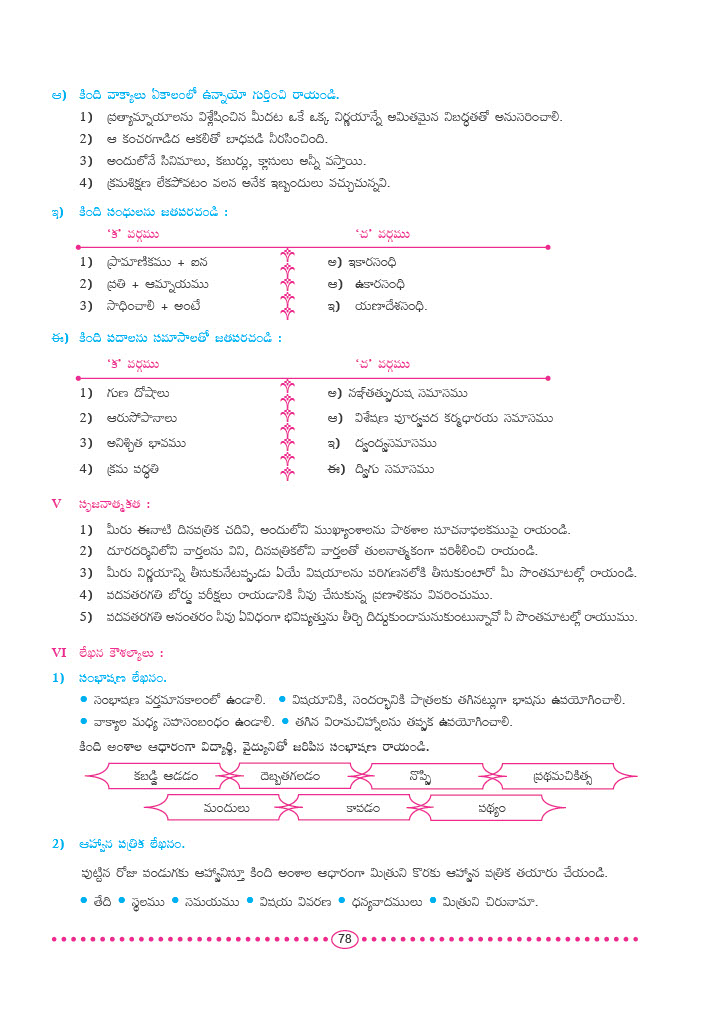 ఆ) కింది వాక్యాలు ఏకాలంలో ఉన్నాయో గుర్తించి రాయండి.
1) ప్రత్యామ్నాయాలను విశ్లేషించిన మీదట ఒకే ఒక్క నిర్ణయాన్నే అమితమైన నిబద్ధతతో అనుసరించాలి.
2) ఆ కంచరగాడిద ఆకలితో బాధపడి నీరసించింది.
3) అందులోనే సినిమాలు, కబుర్లు, క్లాసులు అన్నీ వస్తాయి.
4) క్రమశిక్షణ లేకపోవటం వలన అనేక ఇబ్బందులు వచ్చుచున్నవి.
ఇ) కింది సంధులను జతపరచండి :
‘క’ వర్గము ‘చ’ వర్గము
1) ప్రామాణికము + ఐన అ) ఇకారసంధి
2) ప్రతి + ఆమ్నాయము ఆ) ఉకారసంధి
3) సాధించాలి + అంటే ఇ) యణాదేశసంధి.
ఈ) కింది పదాలను సమాసాలతో జతపరచండి :
‘క’ వర్గము ‘చ’ వర్గము
1) గుణ దోషాలు అ) నఞ్‌తత్పురుష సమాసము
2) ఆరుసోపానాలు ఆ) విశేషణ పూర్వపద కర్మధారయ సమాసము
3) అనిశ్చిత భావము ఇ) ద్వంద్వసమాసము
4) క్రమ పద్ధతి ఈ) ద్విగు సమాసము
V సృజనాత్మకత :
1) మీరు ఈనాటి దినపత్రిక చదివి, అందులోని ముఖ్యాంశాలను పాఠశాల సూచనాఫలకముపై రాయండి.
2) దూరదర్శినిలోని వార్తలను విని, దినపత్రికలోని వార్తలతో తులనాత్మకంగా పరిశీలించి రాయండి.
3) మీరు నిర్ణయాన్ని తీసుకునేటప్పుడు ఏయే విషయాలను పరిగణనలోకి తీసుకుంటారో మీ సొంతమాటల్లో రాయండి.
4) పదవతరగతి బోర్డు పరీక్షలు రాయడానికి నీవు చేసుకున్న ప్రణాళికను వివరించుము.
5) పదవతరగతి అనంతరం నీవు ఏవిధంగా భవిష్యత్తును తీర్చి దిద్దుకుందామనుకుంటున్నావో నీ సొంతమాటల్లో రాయుము.
VI లేఖన కౌశల్యాలు :
1) సంభాషణ లేఖనం.
● సంభాషణ వర్తమానకాలంలో ఉండాలి. ● విషయానికి, సందర్భానికి పాత్రలకు తగినట్లుగా భాషను ఉపయోగించాలి.
● వాక్యాల మధ్య సహసంబంధం ఉండాలి. ● తగిన విరామచిహ్నాలను తప్పక ఉపయోగించాలి.
కింది అంశాల ఆధారంగా విద్యార్థి, వైద్యునితో జరిపిన సంభాషణ రాయండి.
కబడ్డి ఆడడం దెబ్బతగలడం నొప్పి ప్రథమచికిత్స
మందులు కాపడం పథ్యం
2) ఆహ్వాన పత్రిక లేఖనం.
పుట్టిన రోజు పండుగకు ఆహ్వానిస్తూ కింది అంశాల ఆధారంగా మిత్రుని కొరకు ఆహ్వాన పత్రిక తయారు చేయండి.
● తేది ● స్థలము ● సమయము ● విషయ వివరణ ● ధన్యవాదములు ● మిత్రుని చిరునామా.
78